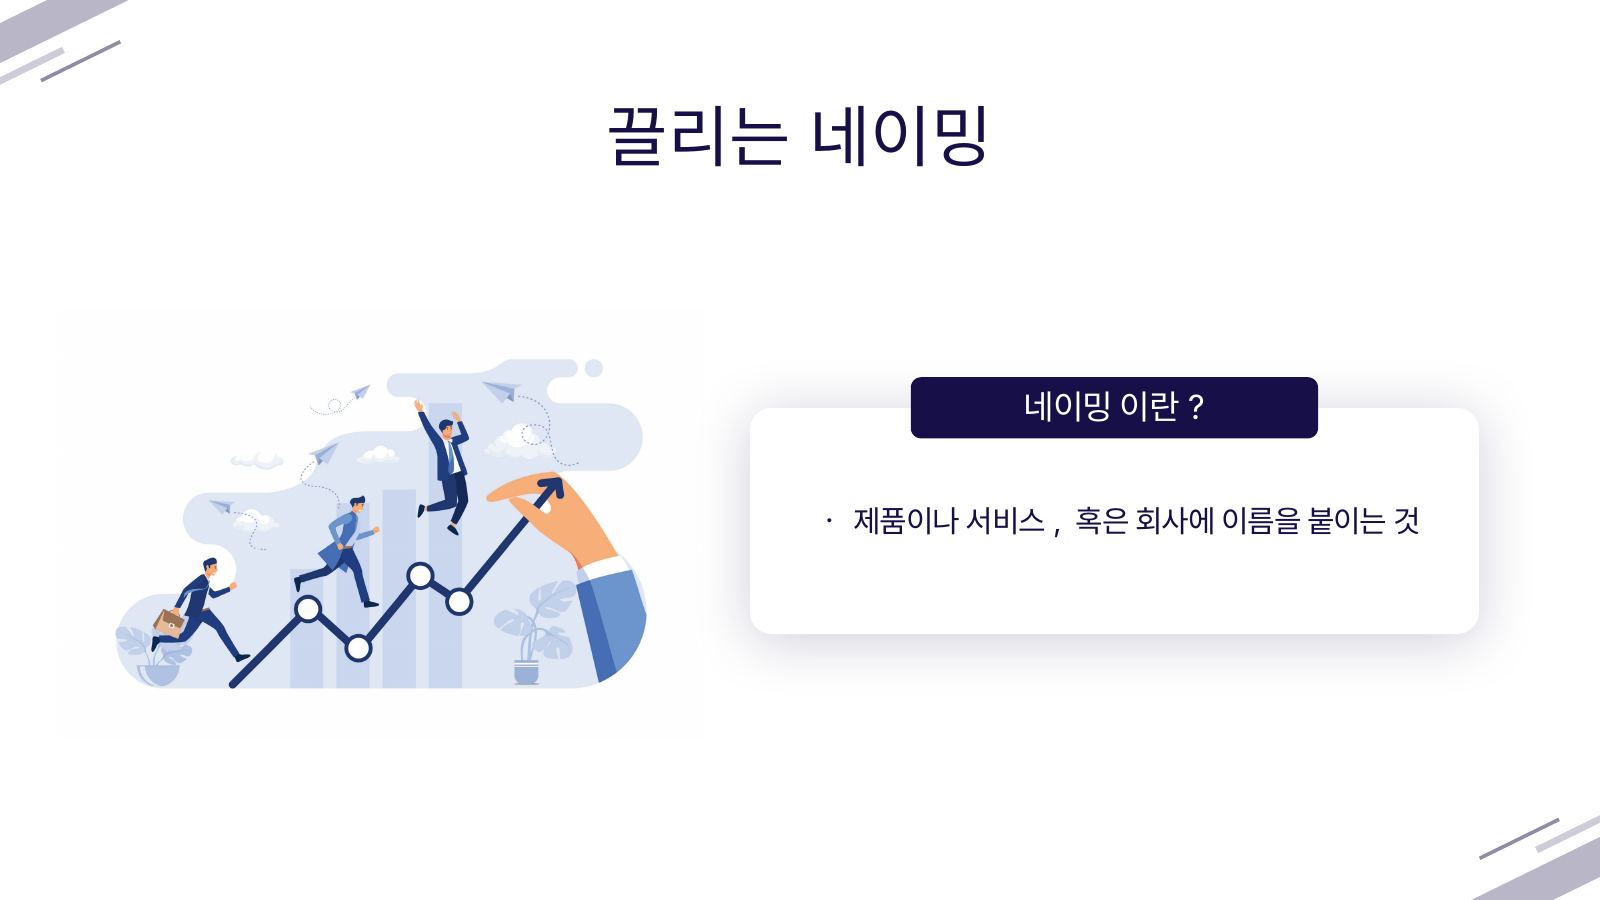 끌리는 네이밍
네이밍 이란 ?
· 제품이나 서비스 , 혹은 회사에 이름을 붙이는 것